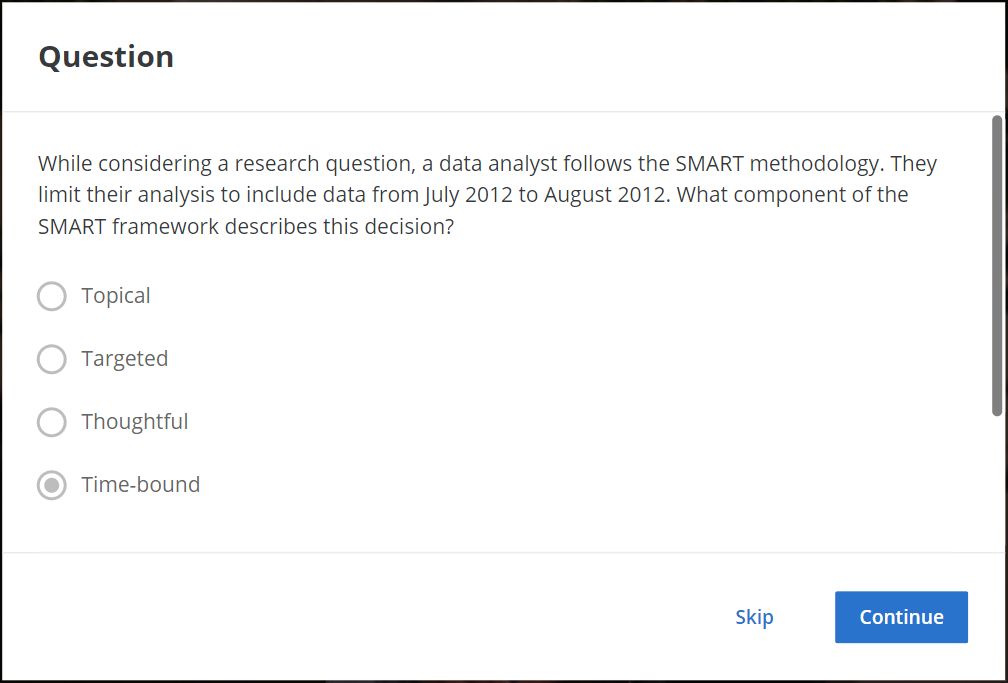 Question
While considering a research question, a data analyst follows the SMART methodology. They
limit their analysis to include data from July 2012 to August 2012. What component of the
SMART framework describes this decision?
Topical
Targeted
Thoughtful
Time-bound
Skip
Continue